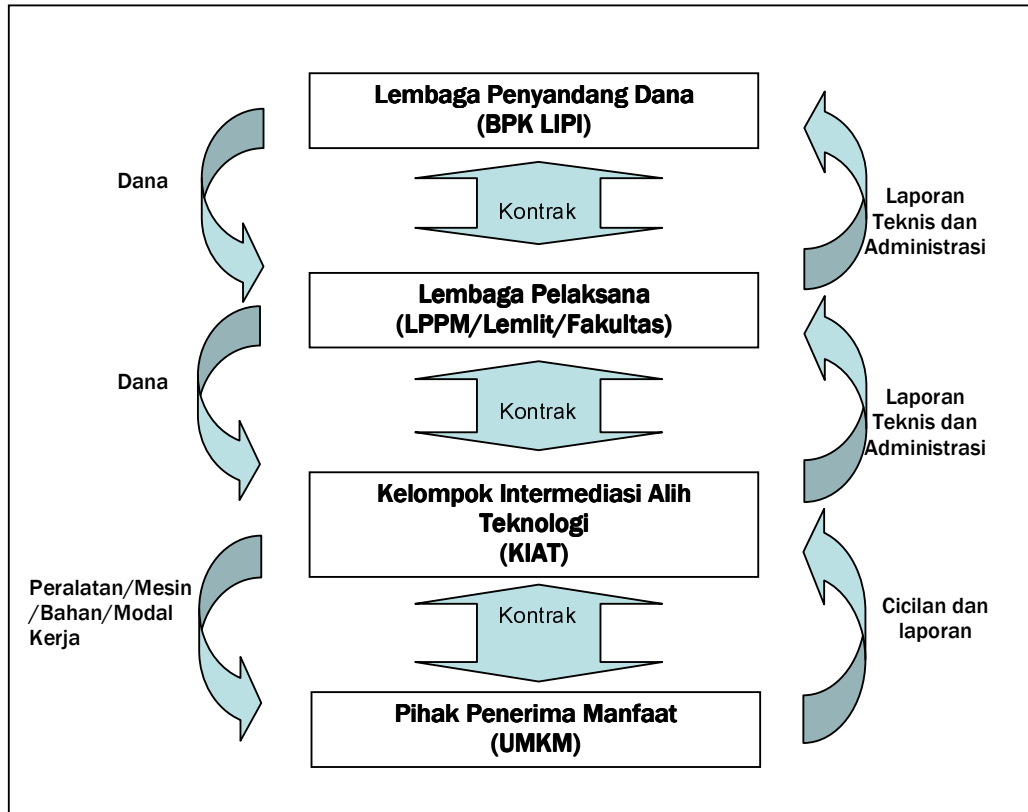 Lembaga Penyandang Dana
(BPK LIPI)
Dana
Kontrak
Laporan
Teknis dan
Administrasi
Lembaga Pelaksana
(LPPM/Lemlit/Fakultas)
Dana
Kontrak
Laporan
Teknis dan
Administrasi
Kelompok Intermediasi Alih
Teknologi
(KIAT)
Peralatan/Mesin
/Bahan/Modal
Kerja
Kontrak
Cicilan dan
laporan
Pihak Penerima Manfaat
(UMKM)